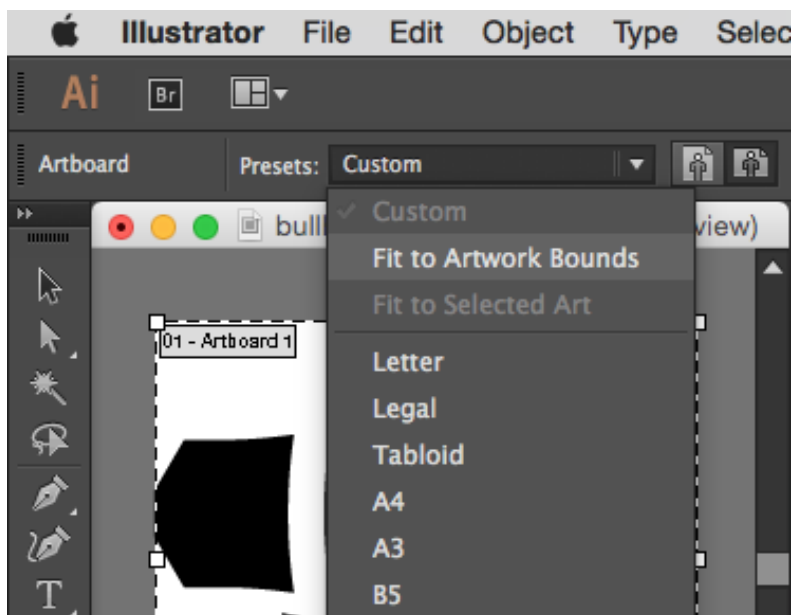 Illustrator File Edit Object Type Selec
Ai Br
Artboard Presets: Custom
Custom
view)
Fit to Artwork Bounds
Fit to Selected Art
01 - Artboard 1
Letter
Legal
Tabloid
A4
A3
B5
T